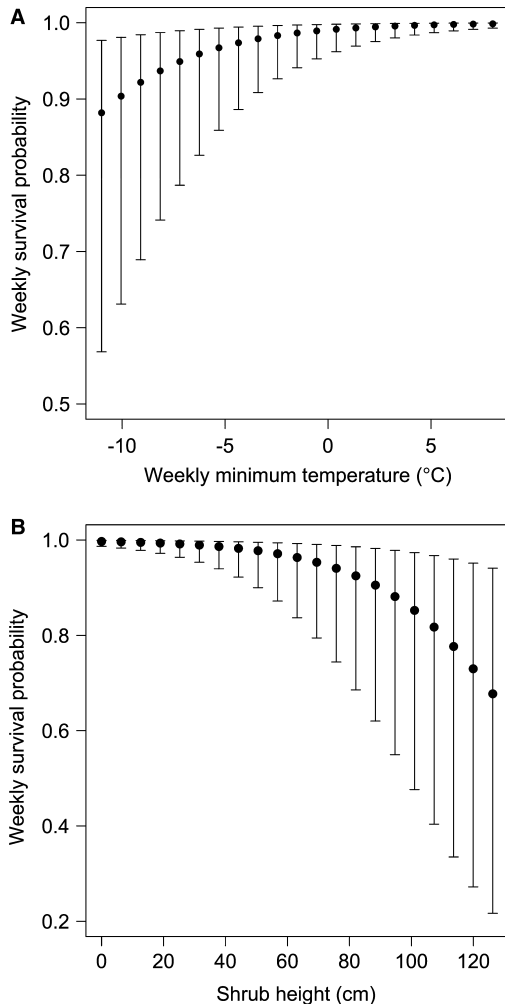 A
1.0
0.9
0.8
0.7
0.6
0.5
Weekly survival probability
-10 -5 0 5
Weekly minimum temperature (°C)
B
1.0
0.8
0.6
0.4
0.2
Weekly survival probability
0 20 40 60 80 100 120
Shrub height (cm)